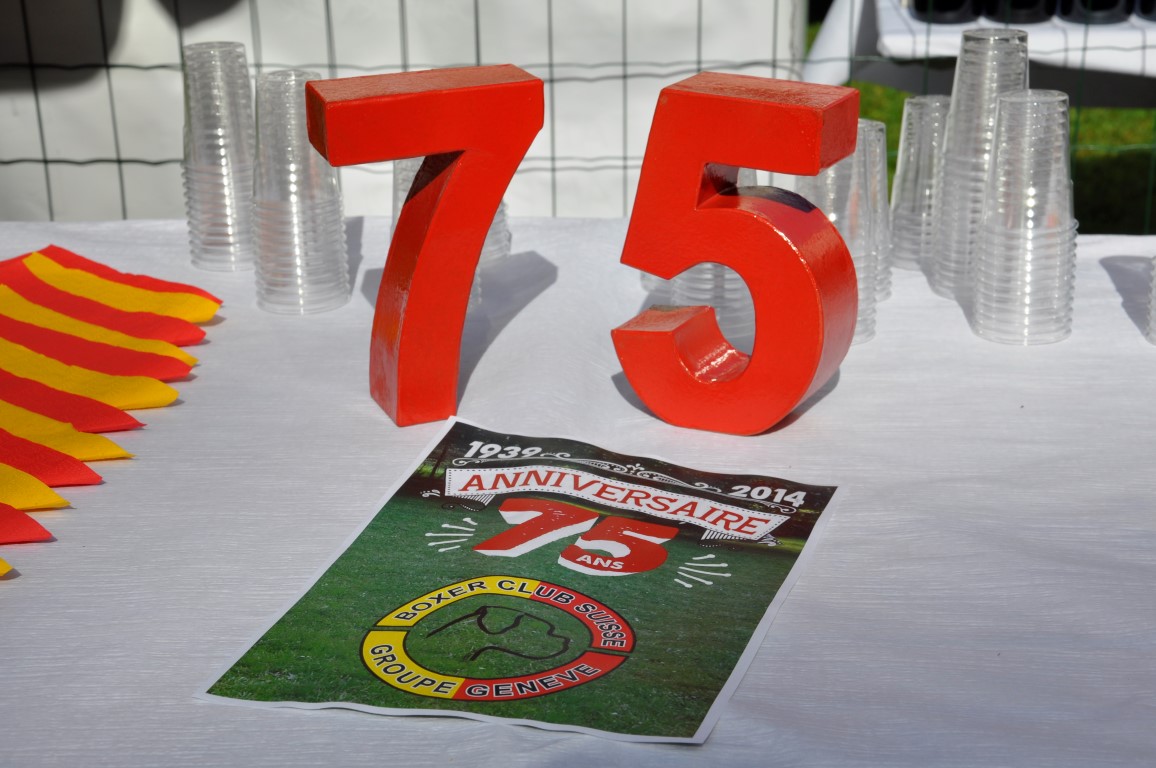 75
1939
2014
ANNIVERSAIRE
75
ANS
BOXER CLUB SUISSE
GROUPE GENEVE